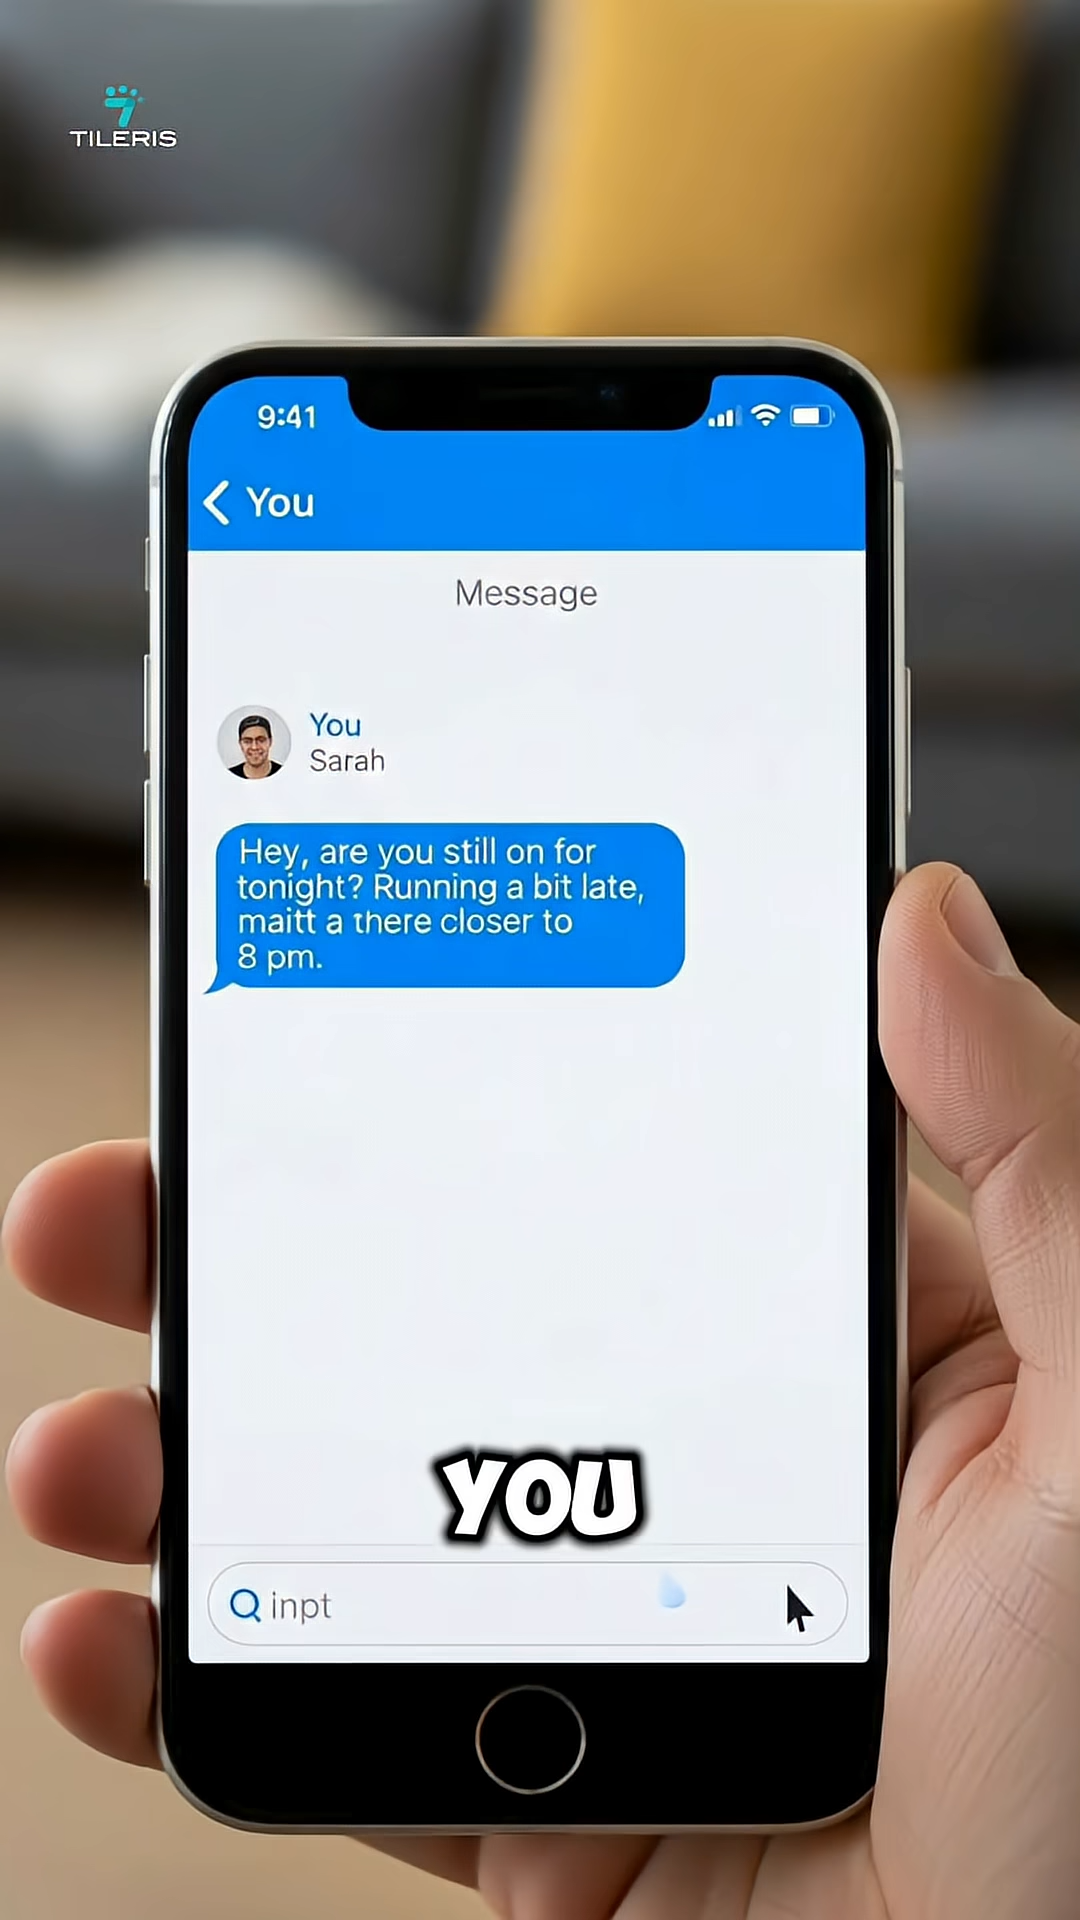 TILERIS
9:41
You
Message
You
Sarah
Hey, are you still on for
tonight? Running a bit late,
maitt a there closer to
8 pm.
YOU
inpt